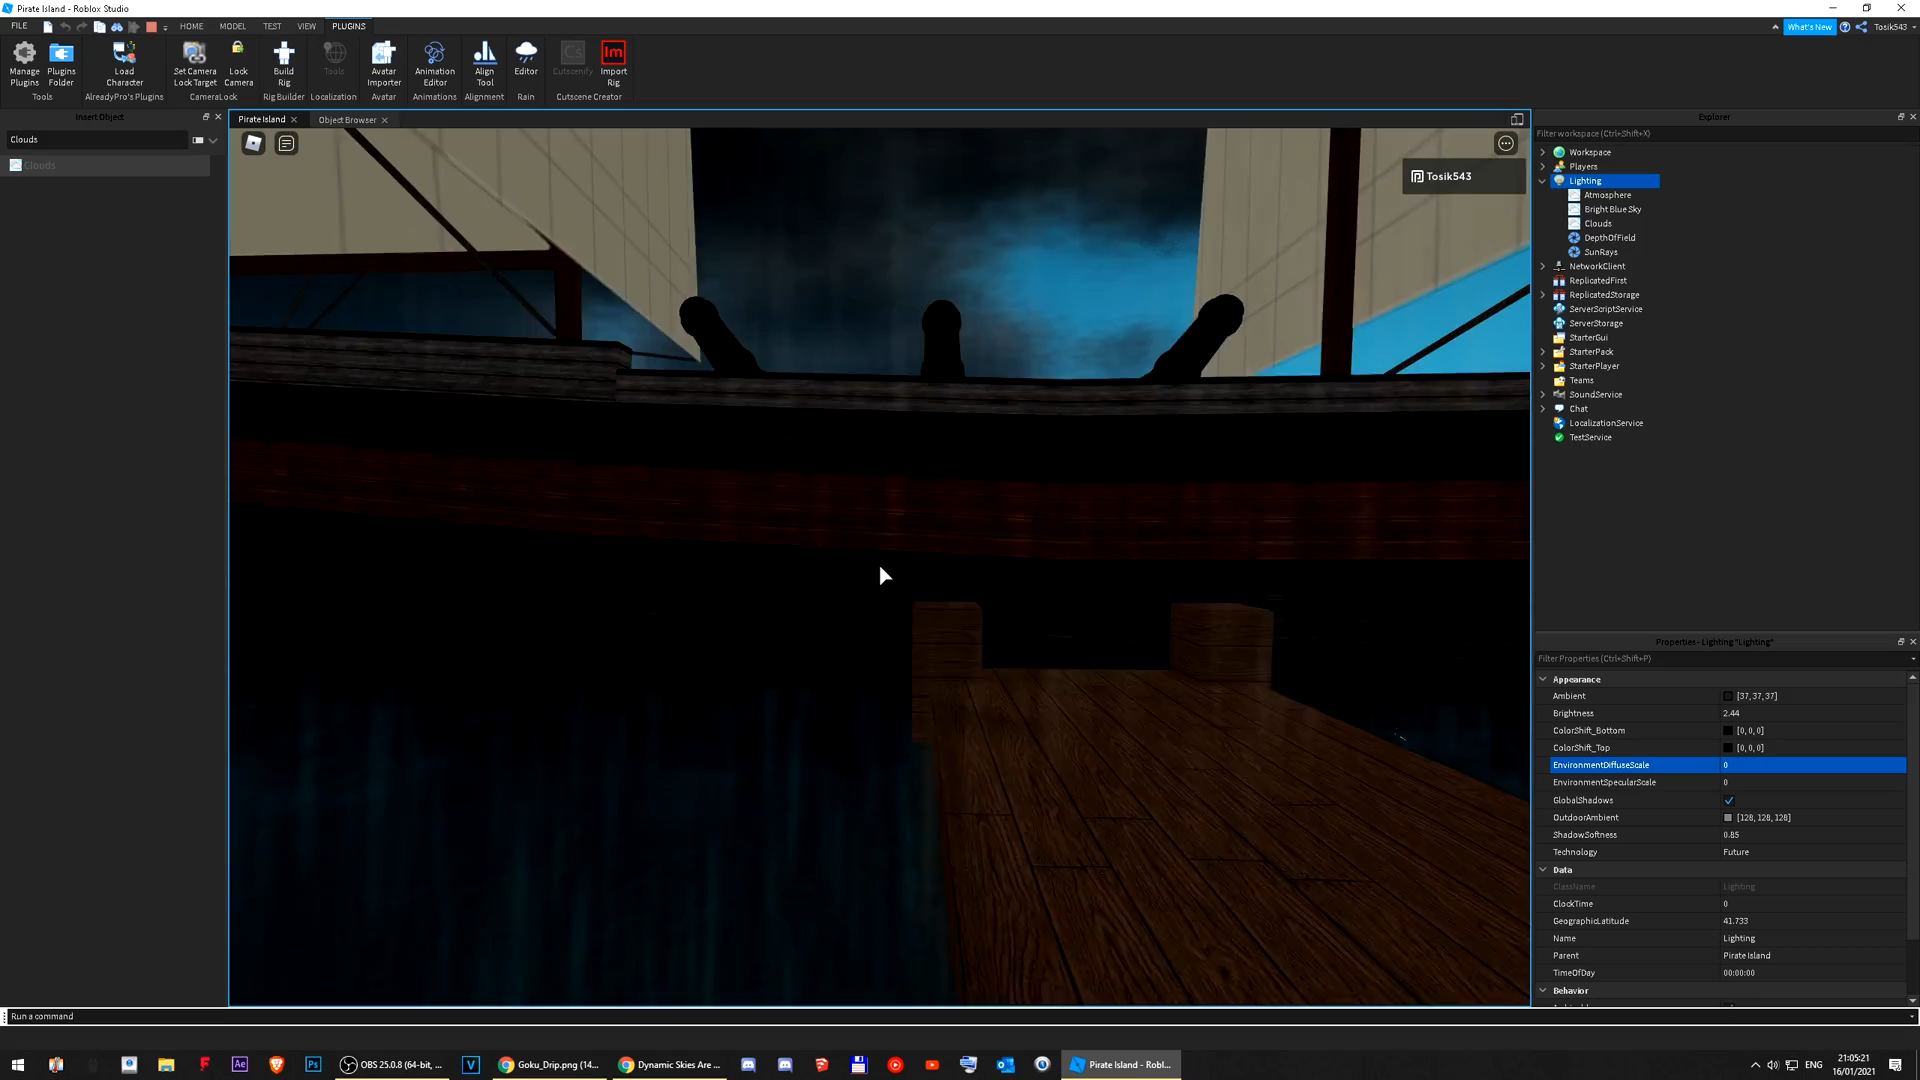 Pirate Island - Roblox Studio
FILE HOME MODEL TEST VIEW PLUGINS What's New Tosik543
Manage Plugins
Plugins Folder
Load Character
Set Camera Lock Target
Lock Camera
Build Rig
Tools
Avatar Importer
Animation Editor
Align Tool
Editor
Cs
Cutscenify
Im
Import Rig
Tools AlreadyPro's Plugins CameraLock Rig Builder Localization Avatar Animations Alignment Rain Cutscene Creator
Insert Object
Clouds
Clouds
Pirate Island Object Browser
Tosik543
Explorer
Filter workspace (Ctrl+Shift+X)
Workspace
Players
Lighting
Atmosphere
Bright Blue Sky
Clouds
DepthOfField
SunRays
NetworkClient
ReplicatedFirst
ReplicatedStorage
ServerScriptService
ServerStorage
StarterGui
StarterPack
StarterPlayer
Teams
SoundService
Chat
LocalizationService
TestService
Properties - Lighting "Lighting"
Filter Properties (Ctrl+Shift+P)
Appearance
Ambient [37, 37, 37]
Brightness 2.44
ColorShift_Bottom [0, 0, 0]
ColorShift_Top [0, 0, 0]
EnvironmentDiffuseScale 0
EnvironmentSpecularScale 0
GlobalShadows
OutdoorAmbient [128, 128, 128]
ShadowSoftness 0.85
Technology Future
Data
ClassName Lighting
ClockTime 0
GeographicLatitude 41.733
Name Lighting
Parent Pirate Island
TimeOfDay 00:00:00
Behavior
Run a command
OBS 25.0.8 (64-bit, ... Goku_Drip.png (14... Dynamic Skies Are ... Pirate Island - Robl... ENG
21:05:21
16/01/2021